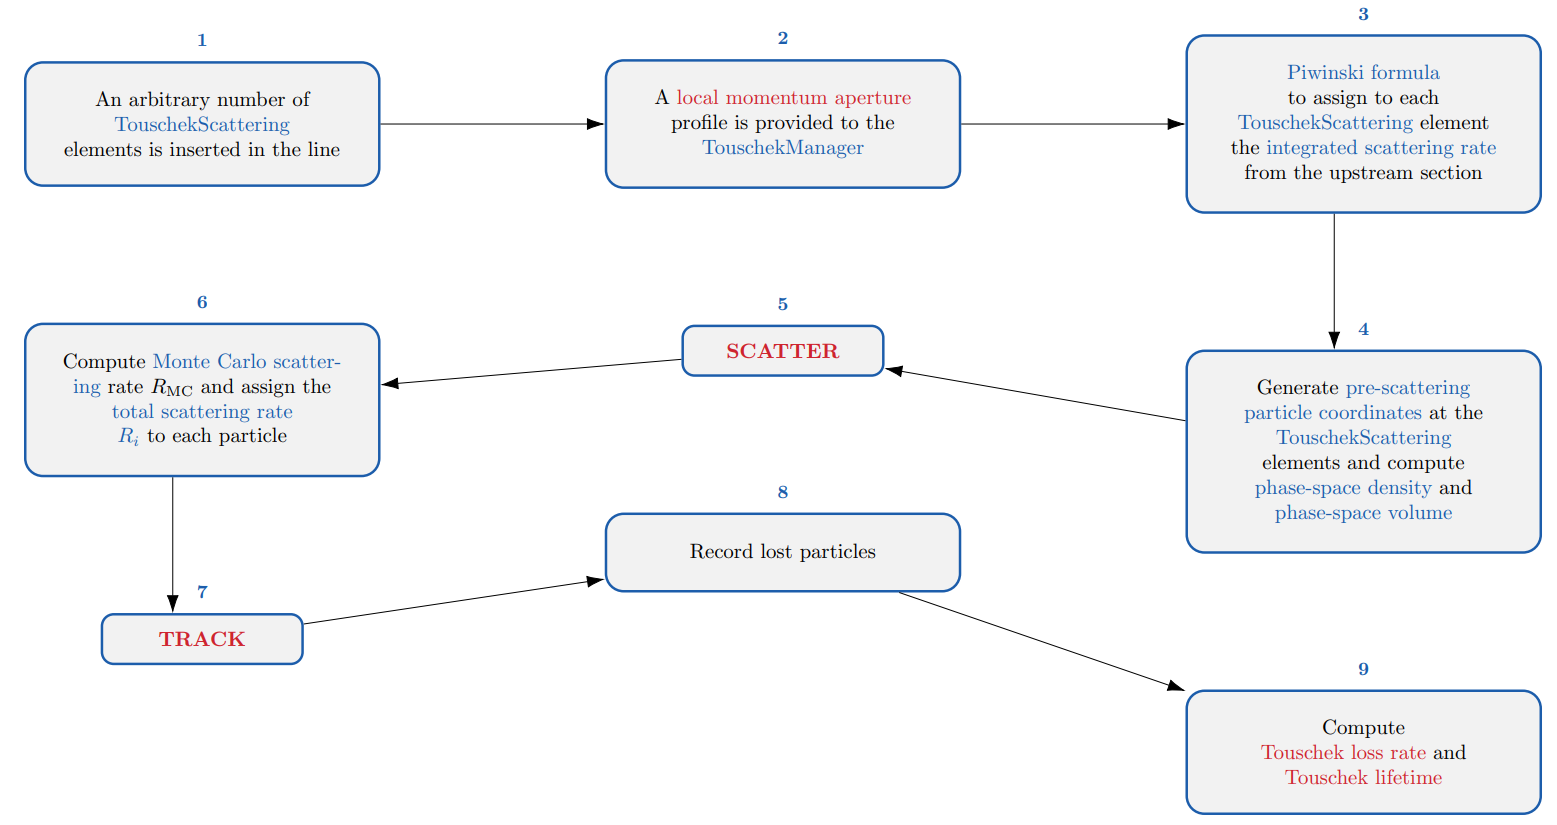 1
An arbitrary number of
TouschekScattering
elements is inserted in the line
2
A local momentum aperture
profile is provided to the
TouschekManager
3
Piwinski formula
to assign to each
TouschekScattering element
the integrated scattering rate
from the upstream section
4
Generate pre-scattering
particle coordinates at the
TouschekScattering
elements and compute
phase-space density and
phase-space volume
5
SCATTER
6
Compute Monte Carlo scatter-
ing rate R_MC and assign the
total scattering rate
R_i to each particle
7
TRACK
8
Record lost particles
9
Compute
Touschek loss rate and
Touschek lifetime